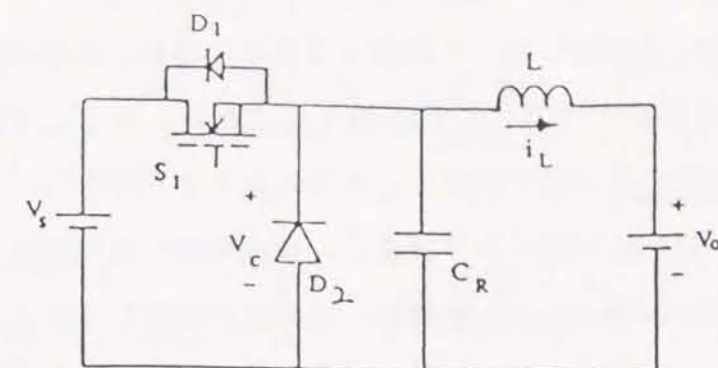 D1
L
S1
iL
+
Vs
Vc
-
D2
CR
+
Vo
-